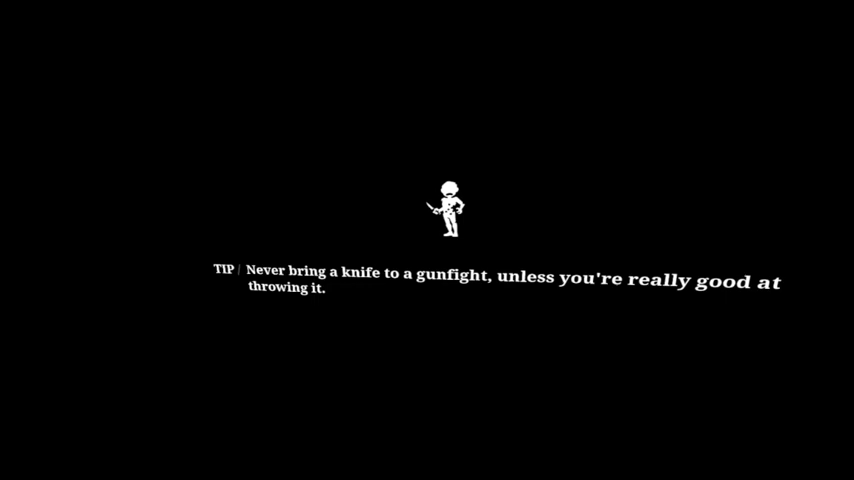 TIP / Never bring a knife to a gunfight, unless you're really good at
throwing it.